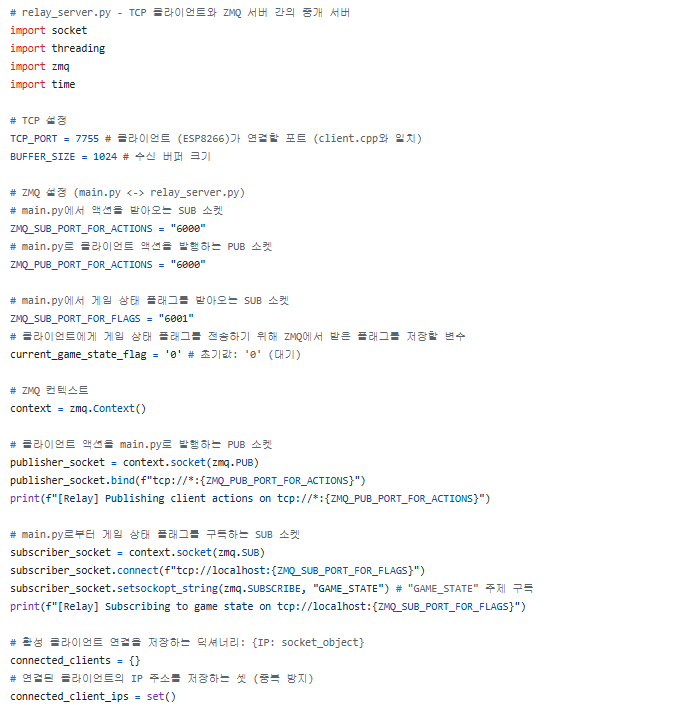 # relay_server.py - TCP 클라이언트와 ZMQ 서버 간의 중개 서버
import socket
import threading
import zmq
import time
# TCP 설정
TCP_PORT = 7755 # 클라이언트 (ESP8266)가 연결할 포트 (client.cpp와 일치)
BUFFER_SIZE = 1024 # 수신 버퍼 크기
# ZMQ 설정 (main.py <-> relay_server.py)
# main.py에서 액션을 받아오는 SUB 소켓
ZMQ_SUB_PORT_FOR_ACTIONS = "6000"
# main.py로 클라이언트 액션을 발행하는 PUB 소켓
ZMQ_PUB_PORT_FOR_ACTIONS = "6000"
# main.py에서 게임 상태 플래그를 받아오는 SUB 소켓
ZMQ_SUB_PORT_FOR_FLAGS = "6001"
# 클라이언트에게 게임 상태 플래그를 전송하기 위해 ZMQ에서 받은 플래그를 저장할 변수
current_game_state_flag = '0' # 초기값: '0' (대기)
# ZMQ 컨텍스트
context = zmq.Context()
# 클라이언트 액션을 main.py로 발행하는 PUB 소켓
publisher_socket = context.socket(zmq.PUB)
publisher_socket.bind(f"tcp://*:{ZMQ_PUB_PORT_FOR_ACTIONS}")
print(f"[Relay] Publishing client actions on tcp://*:{ZMQ_PUB_PORT_FOR_ACTIONS}")
# main.py로부터 게임 상태 플래그를 구독하는 SUB 소켓
subscriber_socket = context.socket(zmq.SUB)
subscriber_socket.connect(f"tcp://localhost:{ZMQ_SUB_PORT_FOR_FLAGS}")
subscriber_socket.setsockopt_string(zmq.SUBSCRIBE, "GAME_STATE") # "GAME_STATE" 주제 구독
print(f"[Relay] Subscribing to game state on tcp://localhost:{ZMQ_SUB_PORT_FOR_FLAGS}")
# 활성 클라이언트 연결을 저장하는 딕셔너리: {IP: socket_object}
connected_clients = {}
# 연결된 클라이언트의 IP 주소를 저장하는 셋 (중복 방지)
connected_client_ips = set()